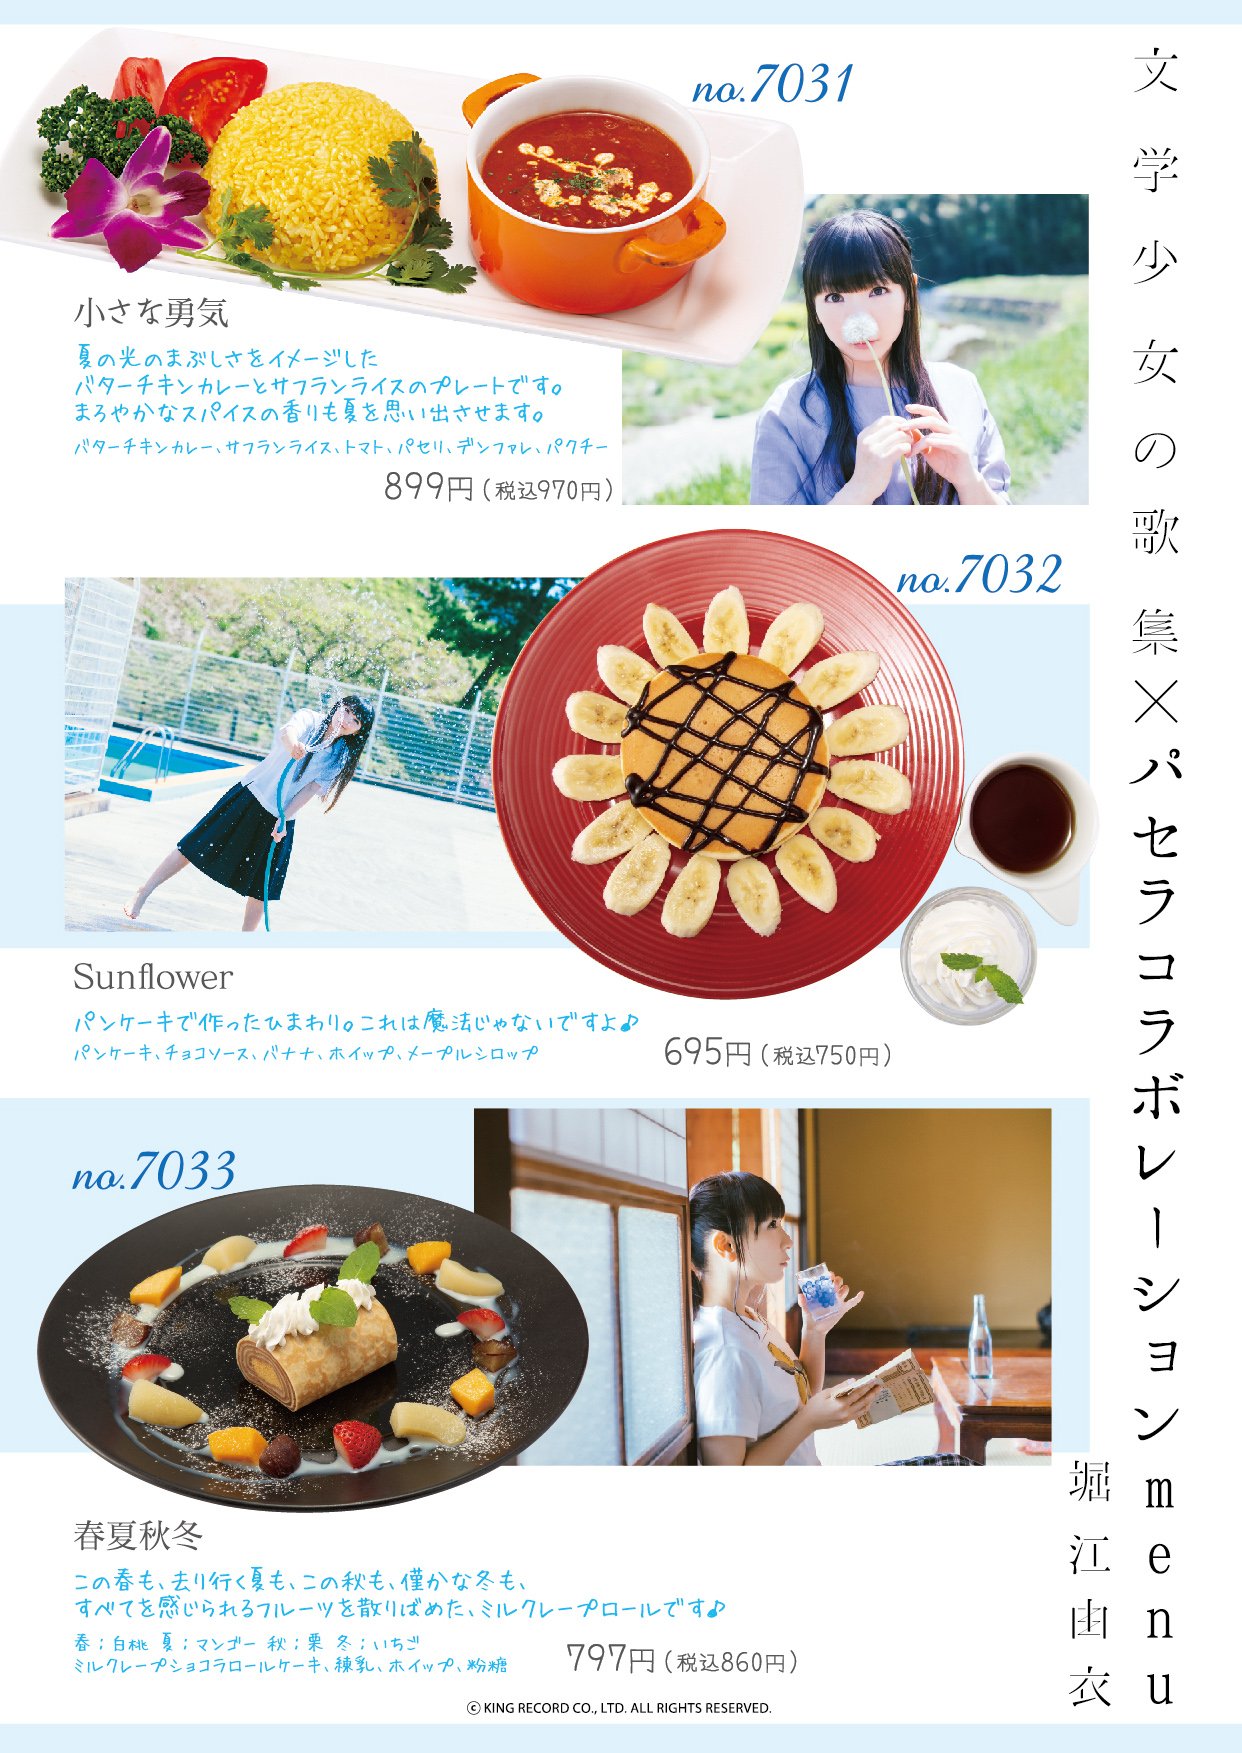 文学少女の歌集×パセラコラボレーションmenu
堀江由衣
no.7031
小さな勇気
夏の光のまぶしさをイメージした
バターチキンカレーとサフランライスのプレートです。
まろやかなスパイスの香りも夏を思い出させます。
バターチキンカレー、サフランライス、トマト、パセリ、デンファレ、パクチー
899円（税込970円）
no.7032
Sunflower
パンケーキで作ったひまわり。これは魔法じゃないですよ♪
パンケーキ、チョコソース、バナナ、ホイップ、メープルシロップ
695円（税込750円）
no.7033
春夏秋冬
この春も、去り行く夏も、この秋も、僅かな冬も、
すべてを感じられるフルーツを散りばめた、ミルクレープロールです♪
春；白桃 夏；マンゴー 秋；栗 冬；いちご
ミルクレープショコラロールケーキ、練乳、ホイップ、粉糖
797円（税込860円）
©KING RECORD CO., LTD. ALL RIGHTS RESERVED.